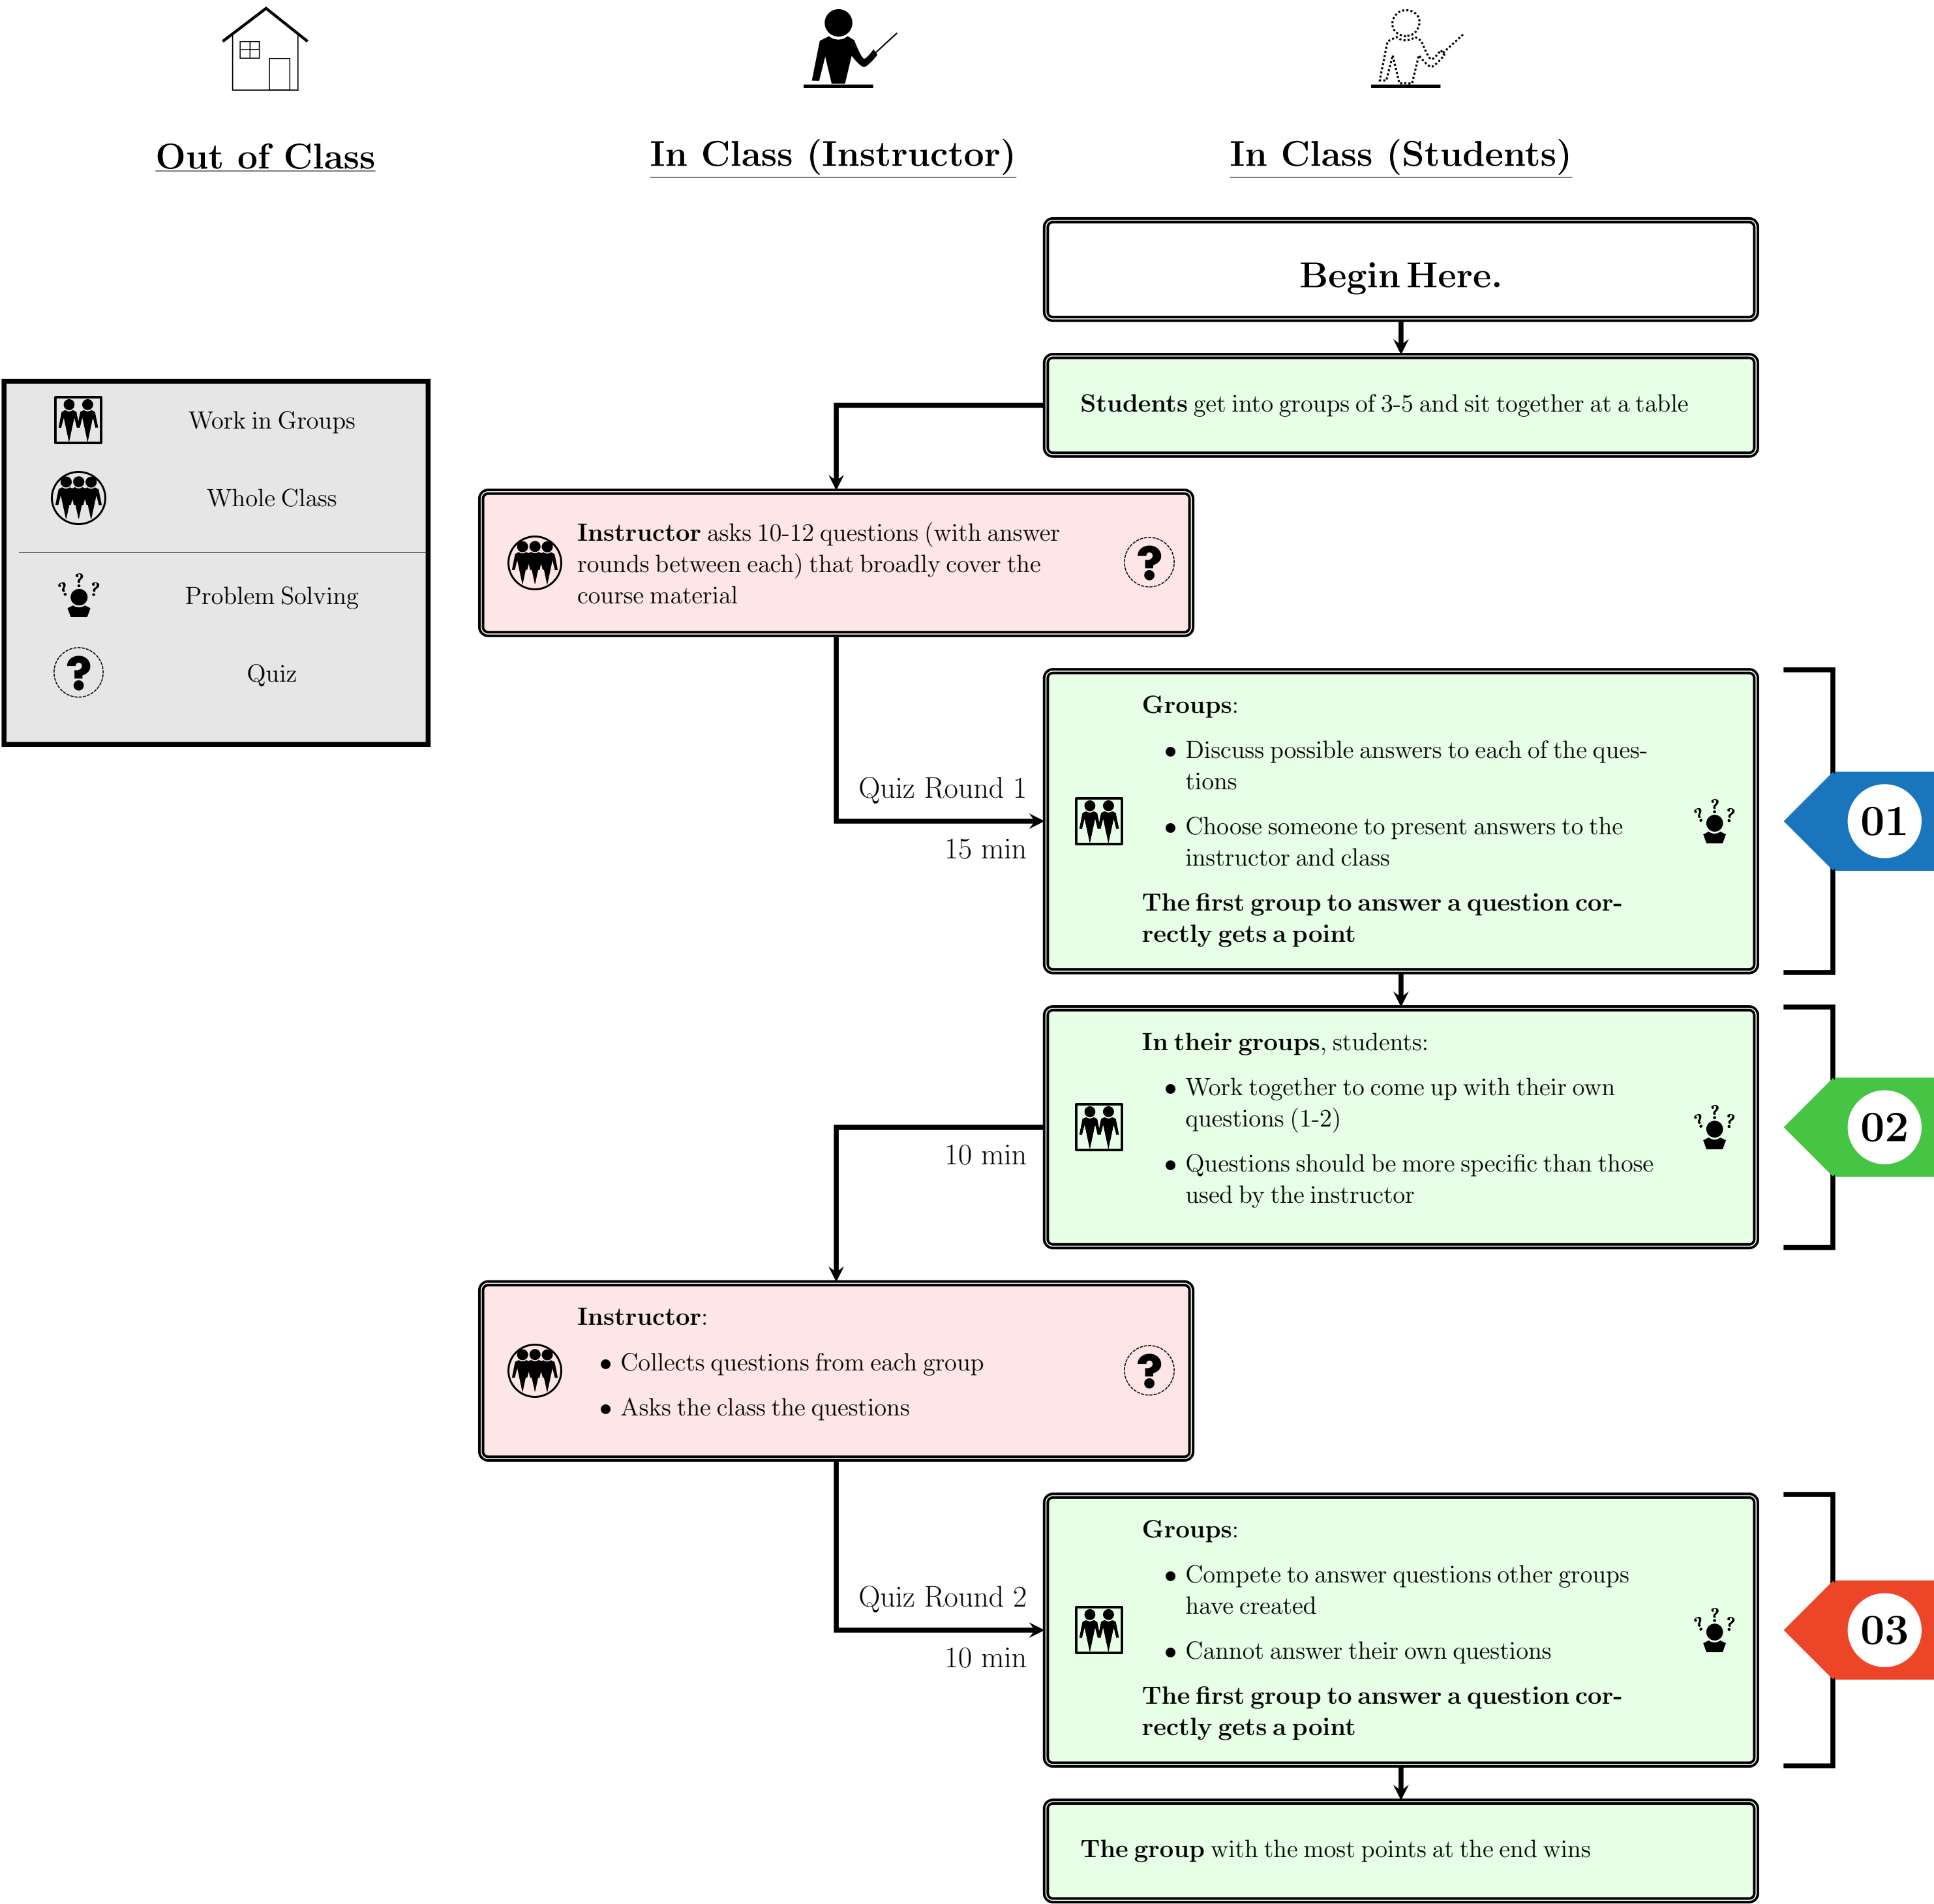 Out of Class
In Class (Instructor)
In Class (Students)
Begin Here.
Students get into groups of 3-5 and sit together at a table
Work in Groups
Whole Class
Problem Solving
Quiz
Instructor asks 10-12 questions (with answer
rounds between each) that broadly cover the
course material
?
Quiz Round 1
15 min
Groups:
• Discuss possible answers to each of the ques-
tions
• Choose someone to present answers to the
instructor and class
The first group to answer a question cor-
rectly gets a point
01
In their groups, students:
• Work together to come up with their own
questions (1-2)
• Questions should be more specific than those
used by the instructor
10 min
02
Instructor:
• Collects questions from each group
• Asks the class the questions
?
Quiz Round 2
10 min
Groups:
• Compete to answer questions other groups
have created
• Cannot answer their own questions
The first group to answer a question cor-
rectly gets a point
03
The group with the most points at the end wins